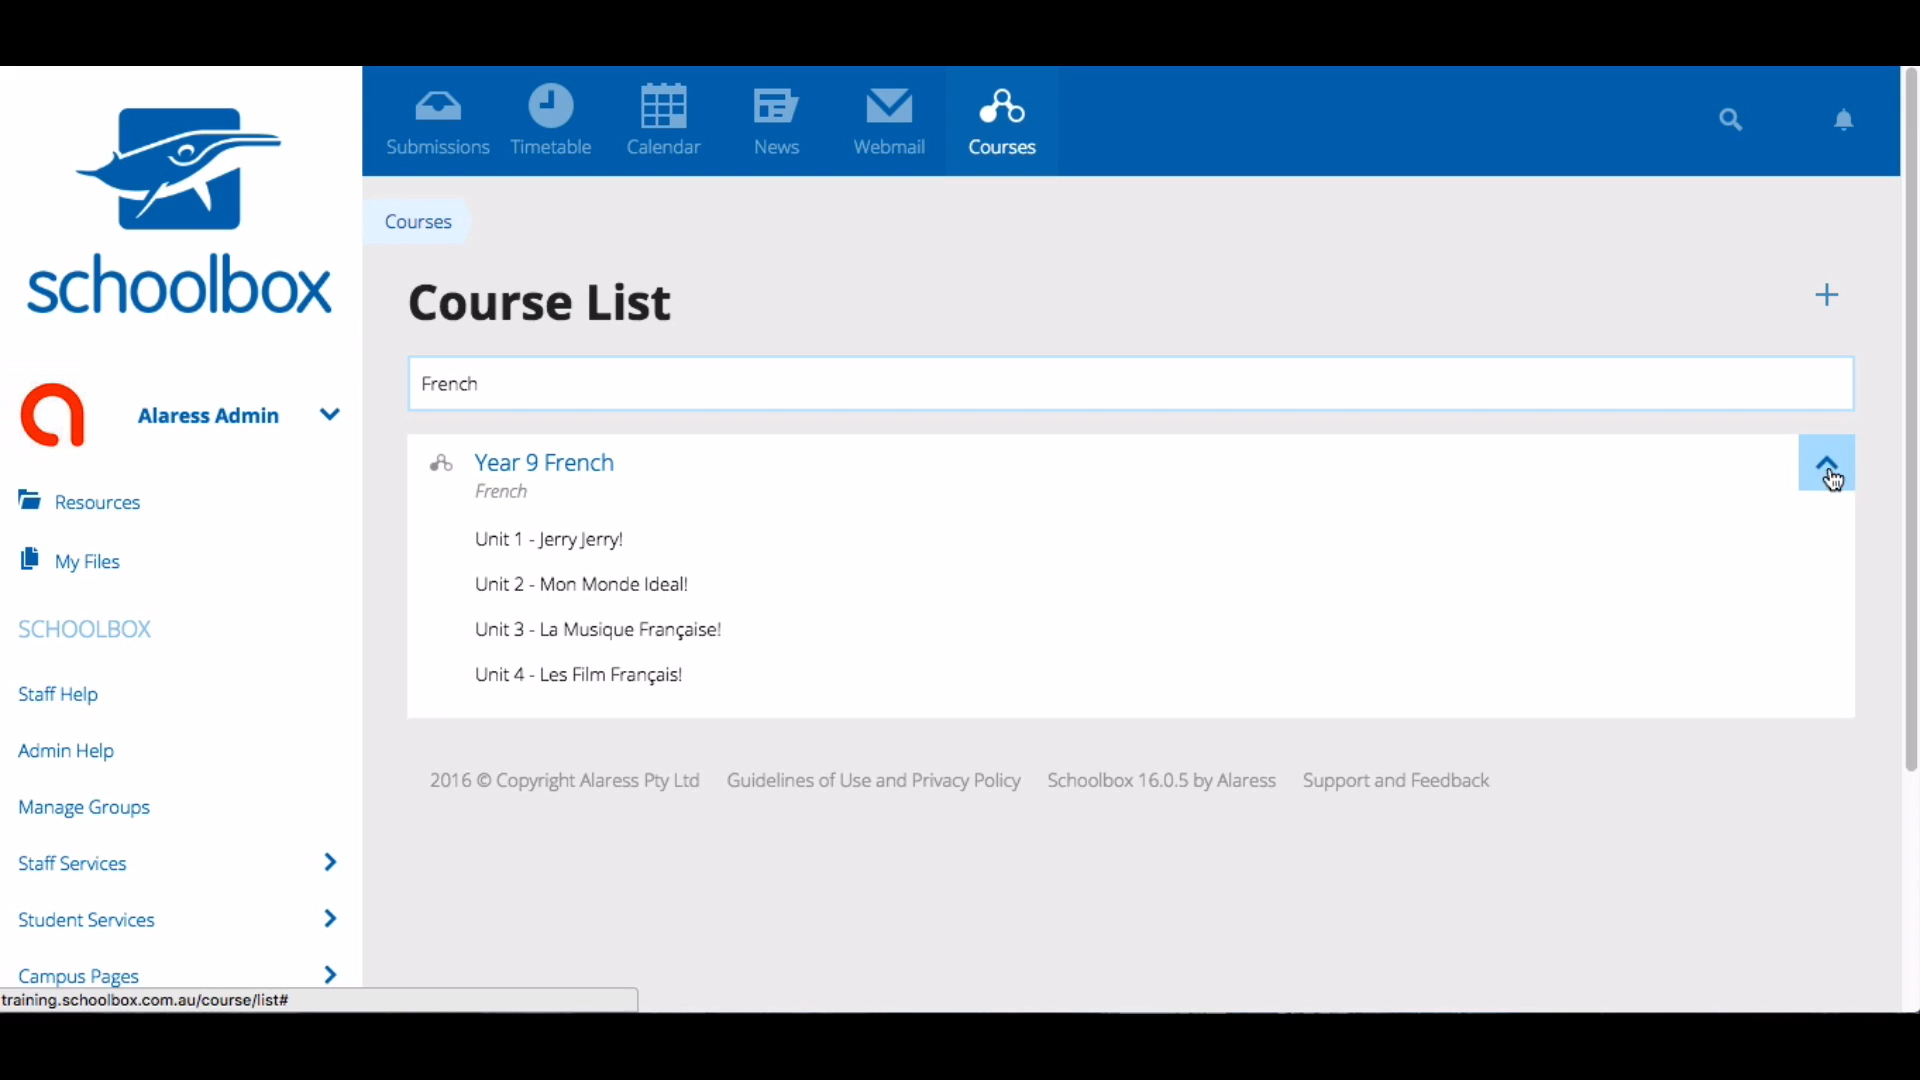 schoolbox
Submissions
Timetable
Calendar
News
Webmail
Courses
Courses
Course List
French
Year 9 French
French
Unit 1 - Jerry Jerry!
Unit 2 - Mon Monde Ideal!
Unit 3 - La Musique Française!
Unit 4 - Les Film Français!
2016 © Copyright Alaress Pty Ltd
Guidelines of Use and Privacy Policy
Schoolbox 16.0.5 by Alaress
Support and Feedback
Alaress Admin
Resources
My Files
SCHOOLBOX
Staff Help
Admin Help
Manage Groups
Staff Services
Student Services
Campus Pages
training.schoolbox.com.au/course/list#